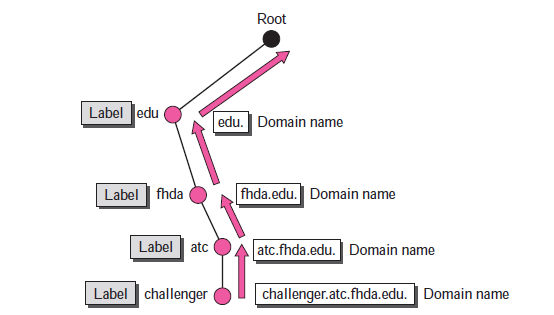 Root
Label edu edu. Domain name
Label fhda fhda.edu. Domain name
Label atc atc.fhda.edu. Domain name
Label challenger challenger.atc.fhda.edu. Domain name